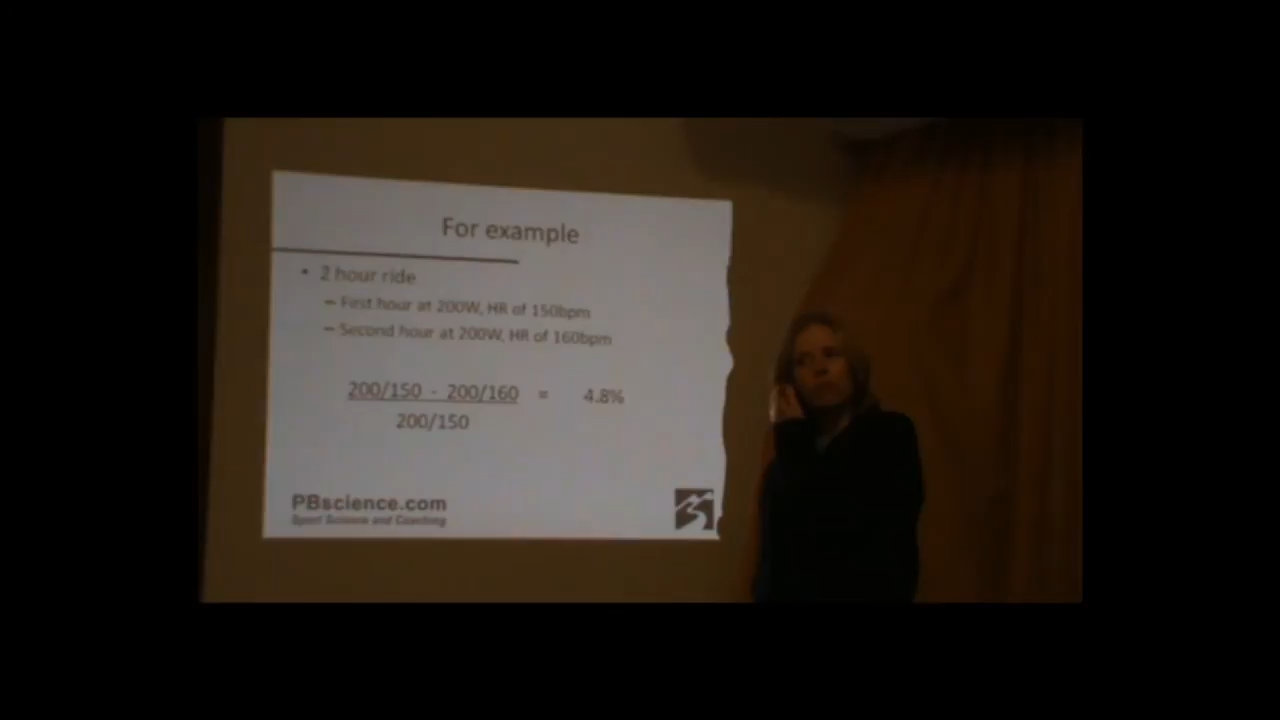 For example
• 2 hour ride
– First hour at 200W, HR of 150bpm
– Second hour at 200W, HR of 160bpm
200/150 - 200/160 = 4.8%
200/150
PBscience.com
Sport Science and Coaching